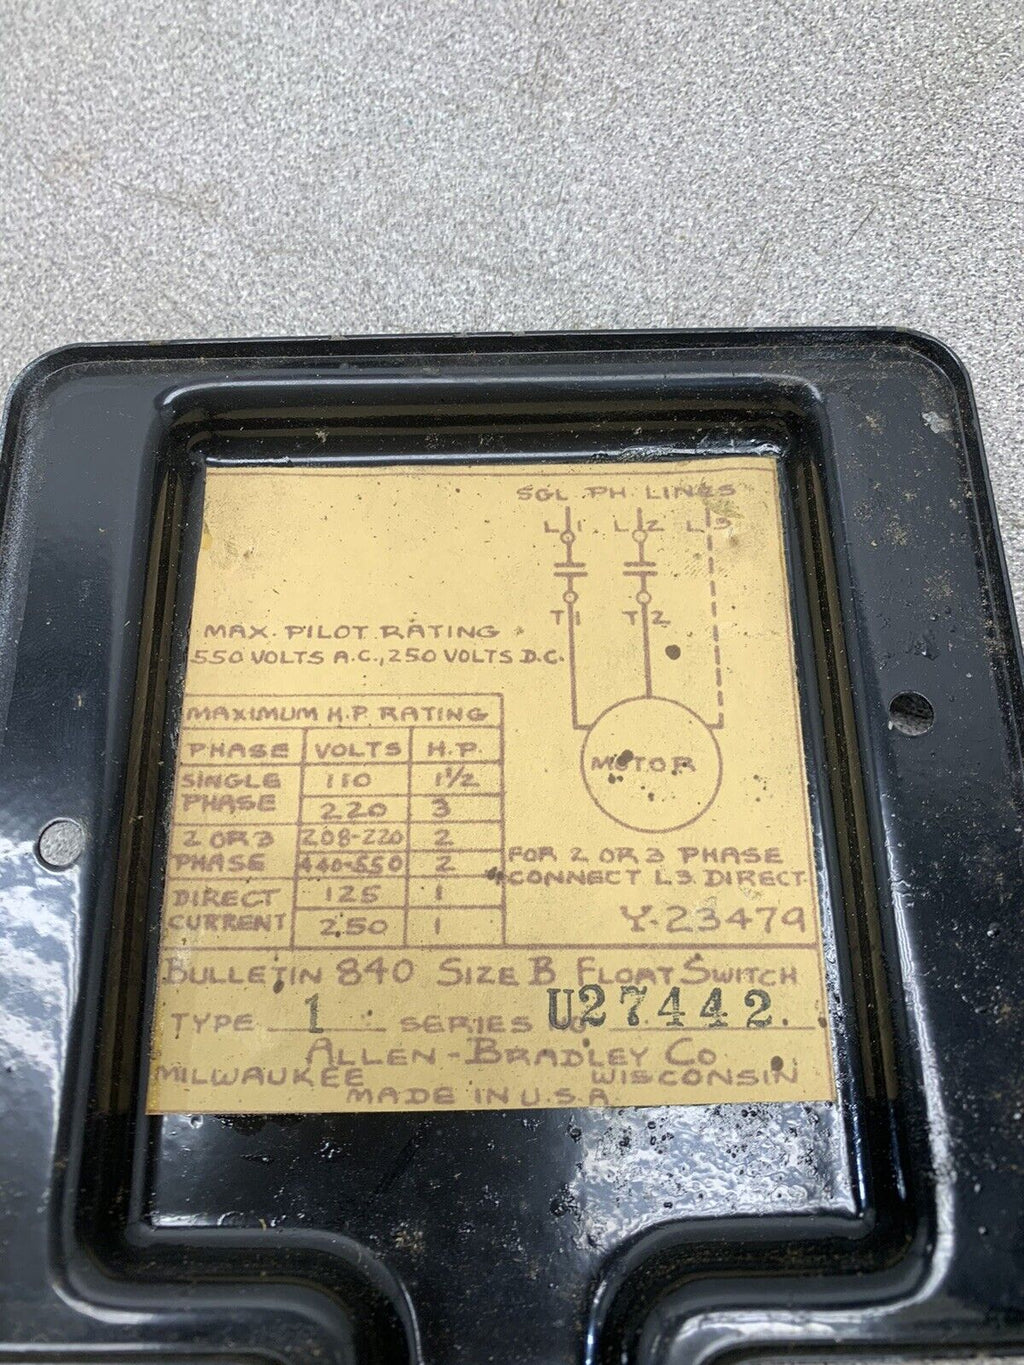 SGL. PH. LINES
L1. L2 L3
T1 T2
MAX. PILOT RATING
550 VOLTS A.C., 250 VOLTS D.C.
MAXIMUM H.P. RATING
PHASE VOLTS H.P.
SINGLE PHASE 110 1 1/2
220 3
2 OR 3 PHASE 208-220 2
440-550 2
DIRECT CURRENT 125 1
250 1
MOTOR
FOR 2 OR 3 PHASE
CONNECT L3 DIRECT
Y-23479
BULLETIN 840 SIZE B FLOAT SWITCH
TYPE 1 SERIES U27442
ALLEN-BRADLEY CO
MILWAUKEE WISCONSIN
MADE IN U.S.A.